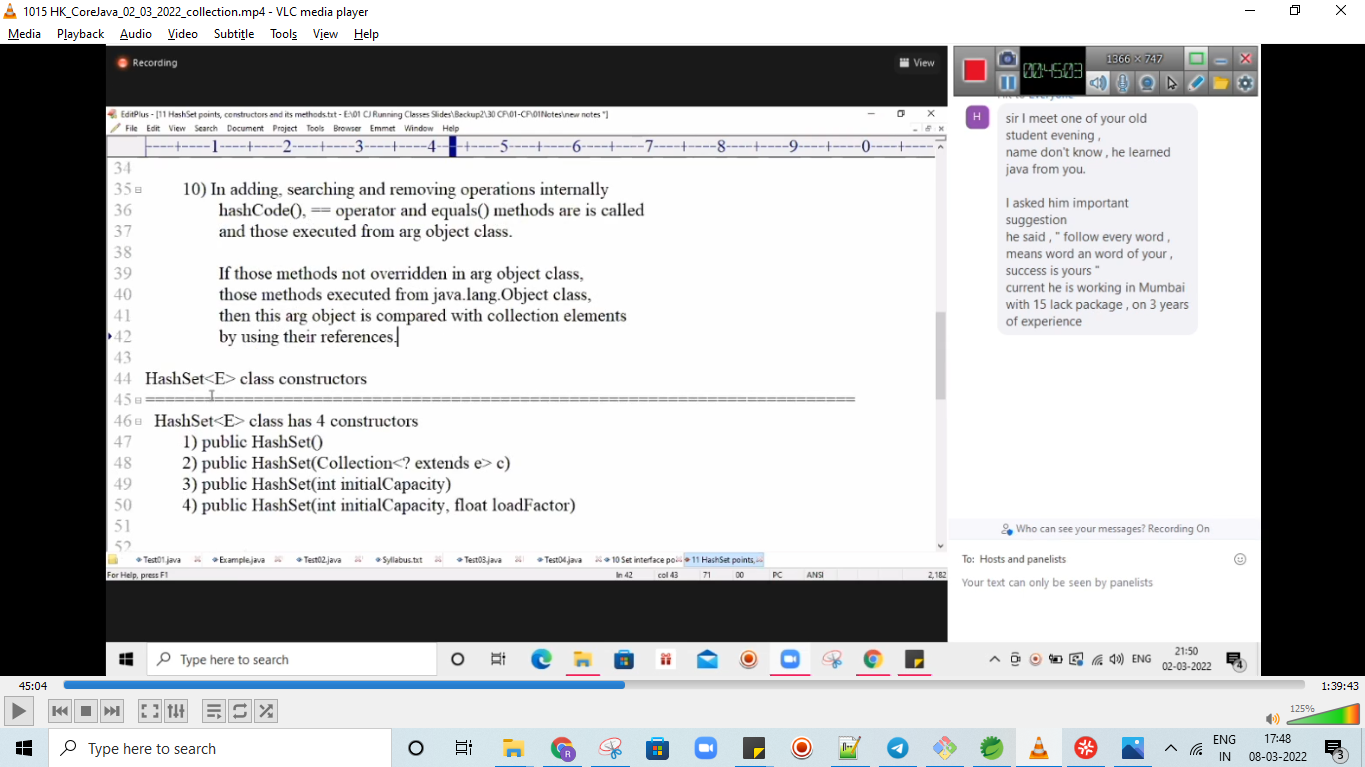 1015 HK_CoreJava_02_03_2022_collection.mp4 - VLC media player
Media Playback Audio Video Subtitle Tools View Help
Recording
View
EditPlus - [11 HashSet points, constructors and its methods.txt - E:\01 CJ Running Classes Slides\Backup2\30 CP\01-CP\01Notes\new notes *]
File Edit View Search Document Project Tools Browser Emmet Window Help
----+----1----+----2----+----3----+----4----+----5----+----6----+----7----+----8----+----9----+----0----+----
34
35 10) In adding, searching and removing operations internally
36 hashCode(), == operator and equals() methods are is called
37 and those executed from arg object class.
38
39 If those methods not overridden in arg object class,
40 those methods executed from java.lang.Object class,
41 then this arg object is compared with collection elements
42 by using their references.
43
44 HashSet<E> class constructors
45 ========================================================================
46 HashSet<E> class has 4 constructors
47 1) public HashSet()
48 2) public HashSet(Collection<? extends e> c)
49 3) public HashSet(int initialCapacity)
50 4) public HashSet(int initialCapacity, float loadFactor)
51
52
Test01.java Example.java Test02.java Syllabus.txt Test03.java Test04.java 10 Set interface po 11 HashSet points,
For Help, press F1 ln 42 col 43 71 00 PC ANSI 2,182
00:45:03
1366 × 747
Everyone
H
sir I meet one of your old
student evening ,
name don't know , he learned
java from you.
I asked him important
suggestion
he said , " follow every word ,
means word an word of your ,
success is yours "
current he is working in Mumbai
with 15 lack package , on 3 years
of experience
Who can see your messages? Recording On
To: Hosts and panelists
Your text can only be seen by panelists
Type here to search
ENG
21:50
02-03-2022
4
45:04
1:39:43
125%
Type here to search
R
ENG
IN
17:48
08-03-2022
3